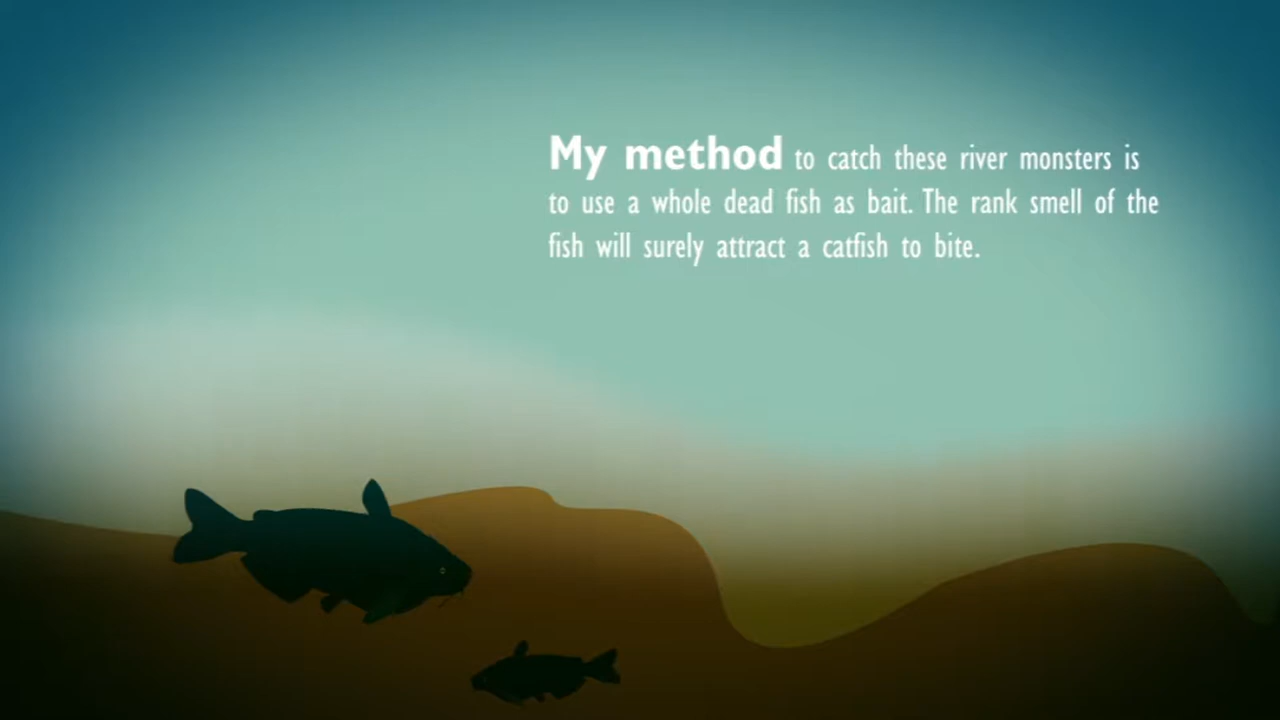 My method to catch these river monsters is
to use a whole dead fish as bait. The rank smell of the
fish will surely attract a catfish to bite.